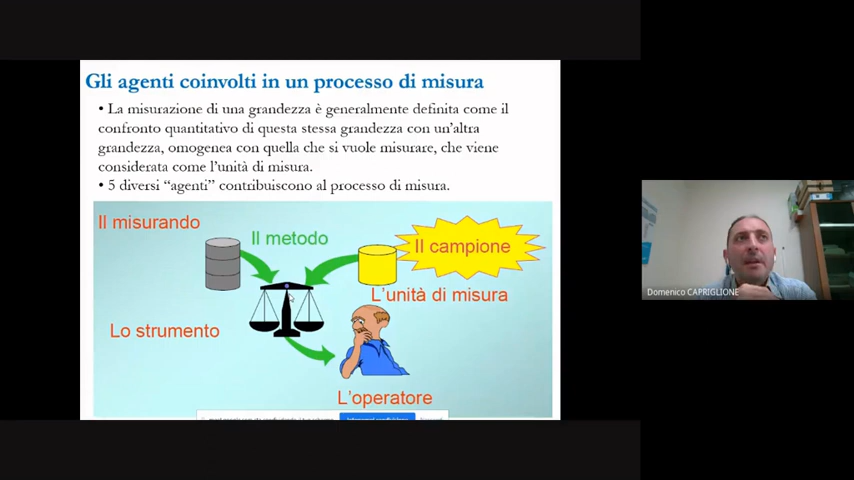 Gli agenti coinvolti in un processo di misura
• La misurazione di una grandezza è generalmente definita come il
confronto quantitativo di questa stessa grandezza con un'altra
grandezza, omogenea con quella che si vuole misurare, che viene
considerata come l'unità di misura.
• 5 diversi "agenti" contribuiscono al processo di misura.
Il misurando
Il metodo
Il campione
L'unità di misura
Lo strumento
L'operatore
Domenico CAPRIGLIONE